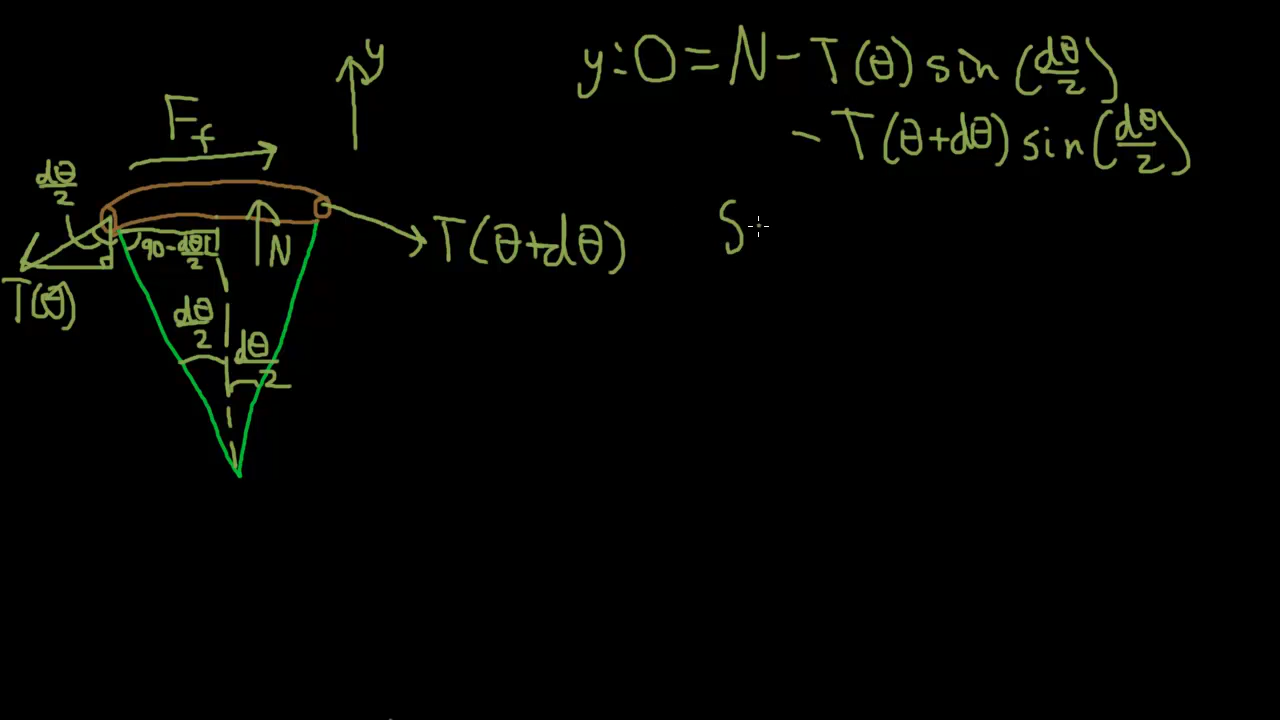 y: 0 = N - T(θ) sin(dθ/2)
- T(θ+dθ) sin(dθ/2)
y
F_f
dθ/2
90 - dθ/2
N
T(θ+dθ)
T(θ)
dθ/2
dθ/2
S